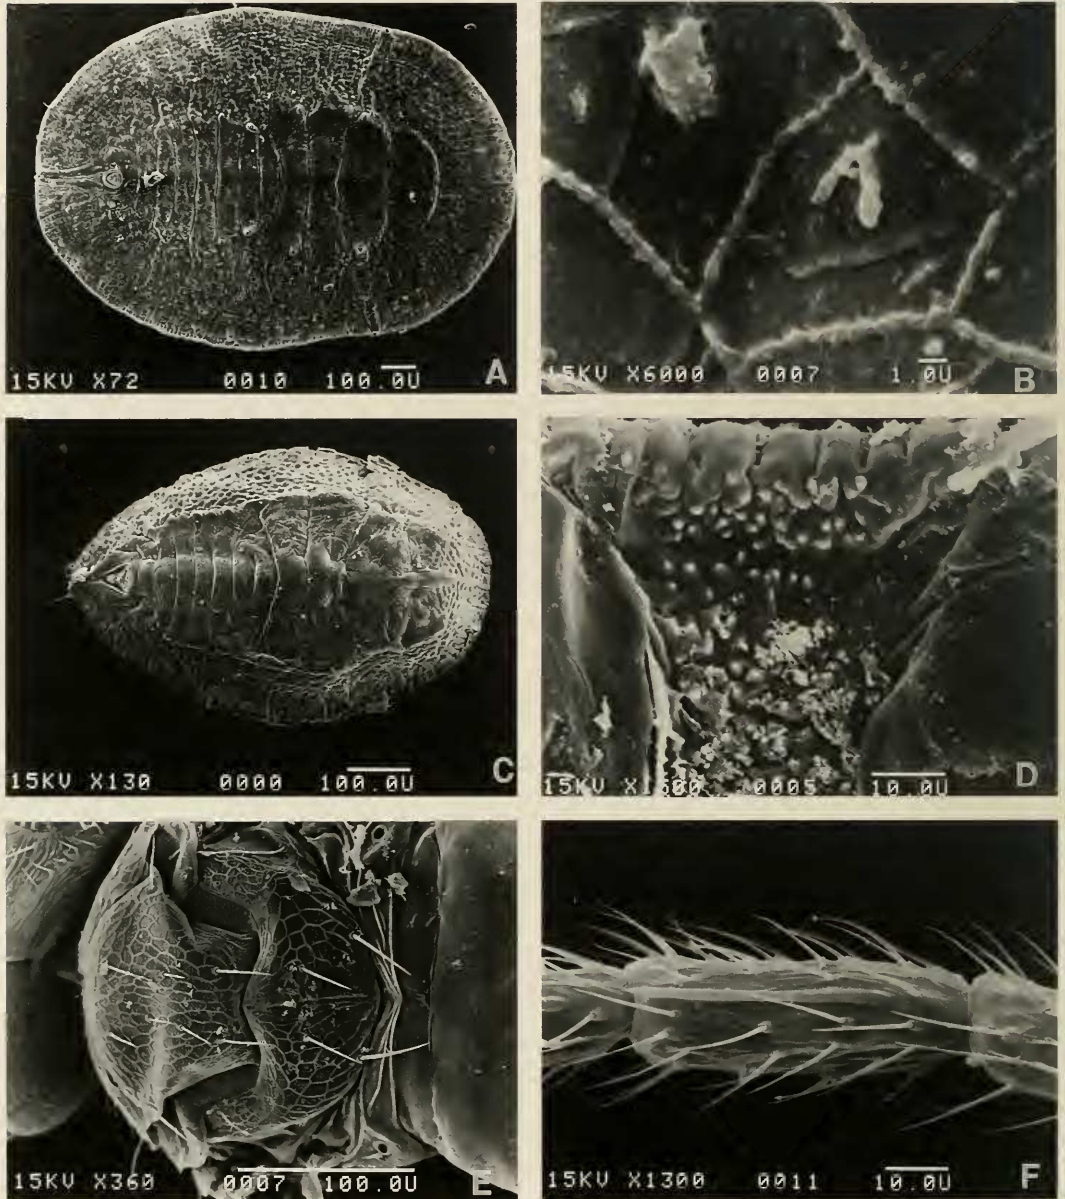 15KV X72 0010 100.0U A
15KV X6000 0007 1.0U B
15KV X130 0000 100.0U C
15KV X1500 0005 10.0U D
15KV X360 0007 100.0U E
15KV X1300 0011 10.0U F